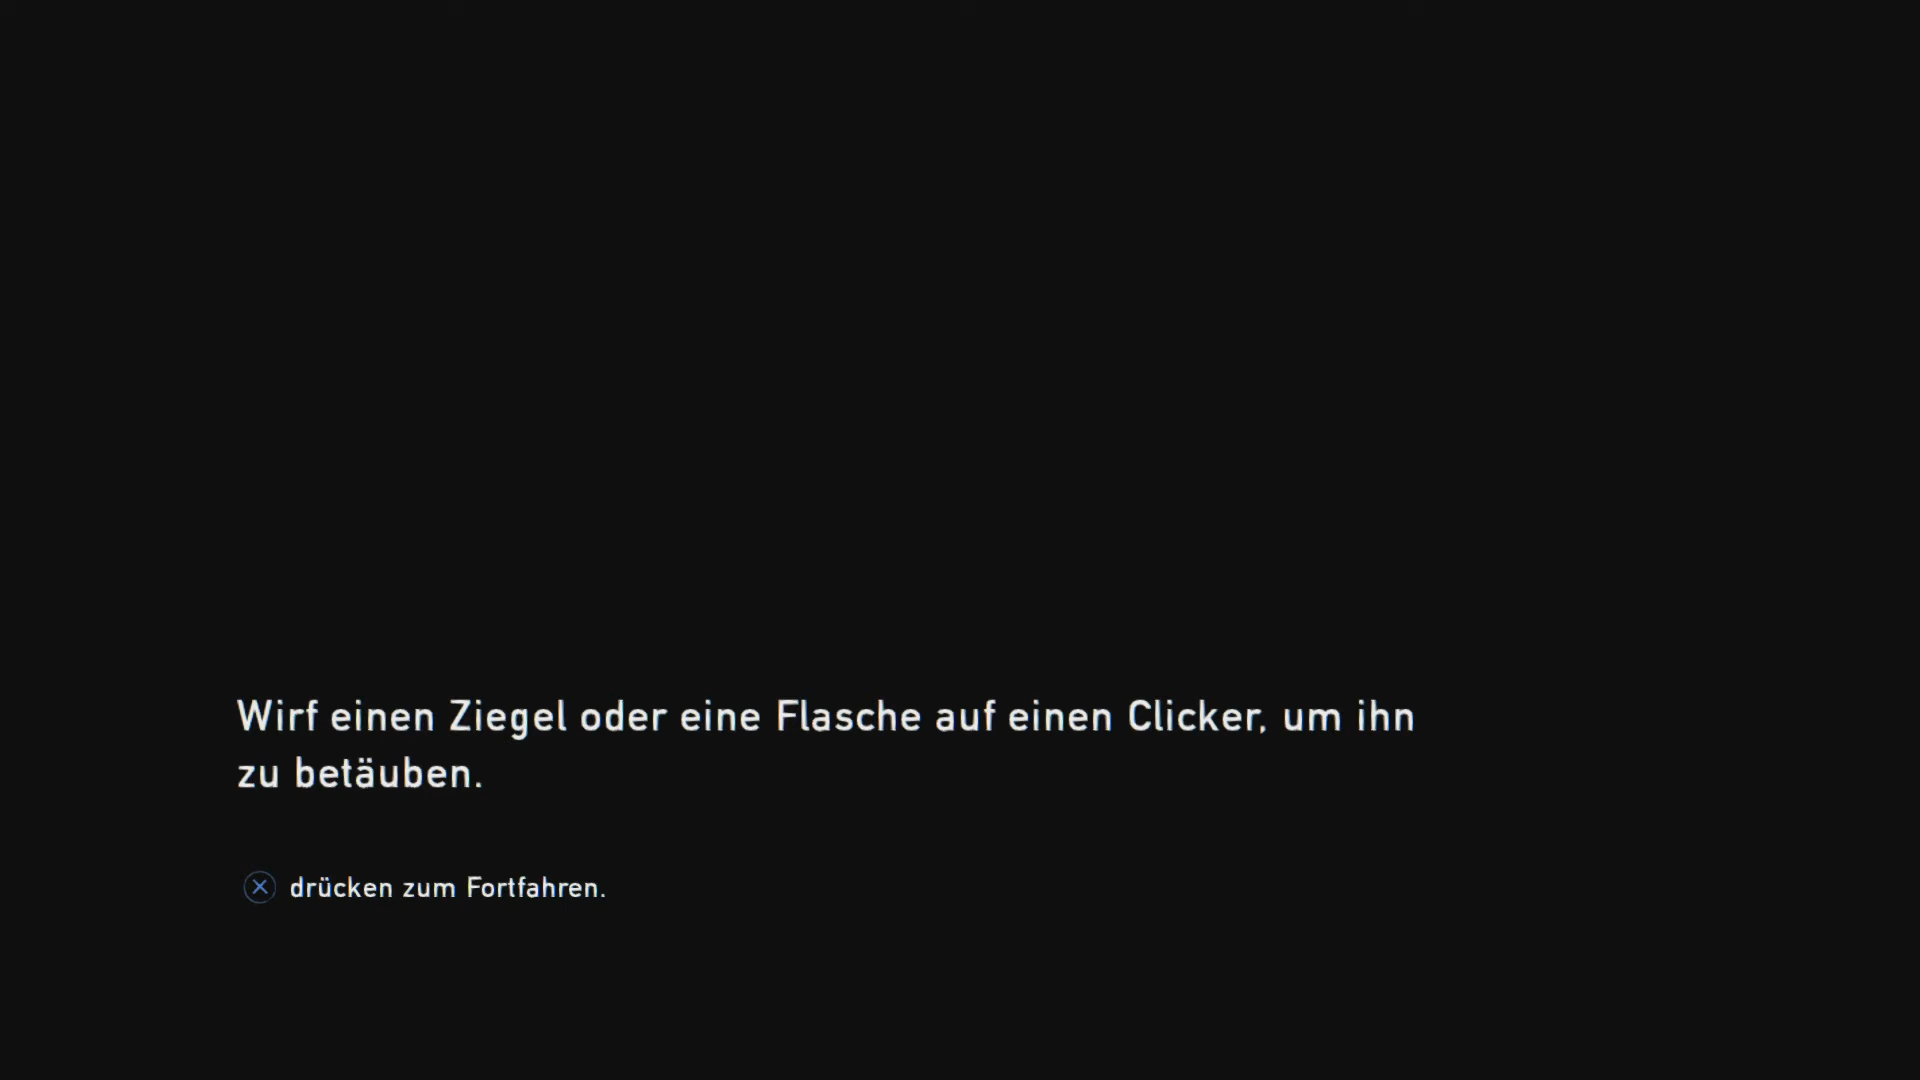 Wirf einen Ziegel oder eine Flasche auf einen Clicker, um ihn
zu betäuben.
drücken zum Fortfahren.